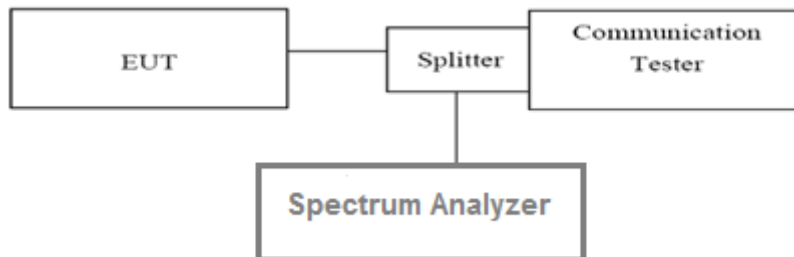 EUT
Splitter
Communication
Tester
Spectrum Analyzer